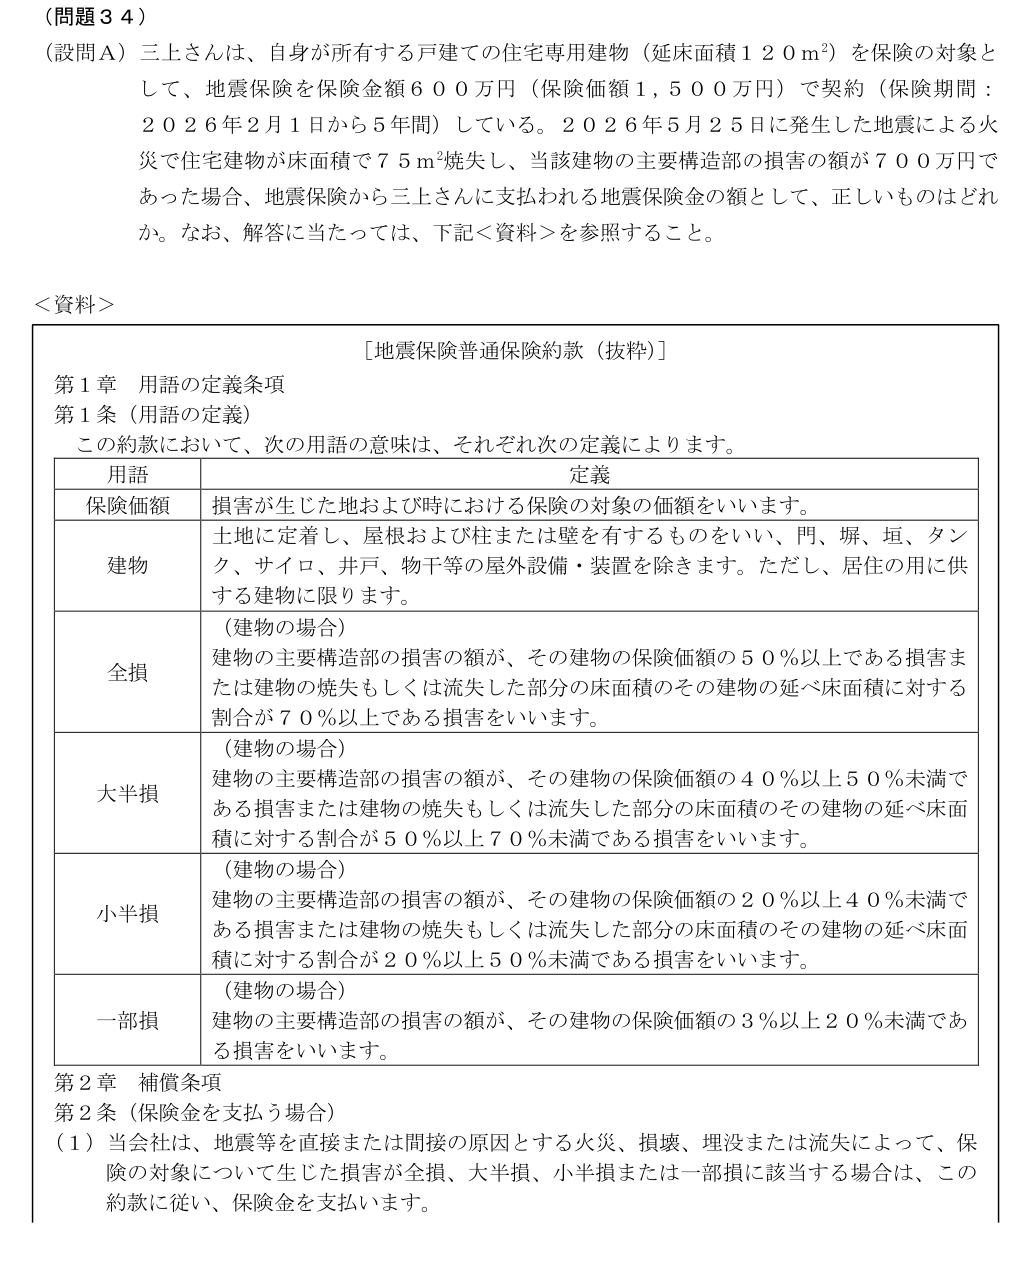 （問題３４）
（設問Ａ）三上さんは、自身が所有する戸建ての住宅専用建物（延床面積１２０㎡）を保険の対象と
して、地震保険を保険金額６００万円（保険価額１,５００万円）で契約（保険期間：
２０２６年２月１日から５年間）している。２０２６年５月２５日に発生した地震による火
災で住宅建物が床面積で７５㎡焼失し、当該建物の主要構造部の損害の額が７００万円で
あった場合、地震保険から三上さんに支払われる地震保険金の額として、正しいものはどれ
か。なお、解答に当たっては、下記＜資料＞を参照すること。
＜資料＞
［地震保険普通保険約款（抜粋）］
第１章　用語の定義条項
第１条（用語の定義）
この約款において、次の用語の意味は、それぞれ次の定義によります。
用語　定義
保険価額　損害が生じた地および時における保険の対象の価額をいいます。
建物　土地に定着し、屋根および柱または壁を有するものをいい、門、塀、垣、タン
ク、サイロ、井戸、物干等の屋外設備・装置を除きます。ただし、居住の用に供
する建物に限ります。
全損　（建物の場合）
建物の主要構造部の損害の額が、その建物の保険価額の５０％以上である損害ま
たは建物の焼失もしくは流失した部分の床面積のその建物の延べ床面積に対する
割合が７０％以上である損害をいいます。
大半損　（建物の場合）
建物の主要構造部の損害の額が、その建物の保険価額の４０％以上５０％未満で
ある損害または建物の焼失もしくは流失した部分の床面積のその建物の延べ床面
積に対する割合が５０％以上７０％未満である損害をいいます。
小半損　（建物の場合）
建物の主要構造部の損害の額が、その建物の保険価額の２０％以上４０％未満で
ある損害または建物の焼失もしくは流失した部分の床面積のその建物の延べ床面
積に対する割合が２０％以上５０％未満である損害をいいます。
一部損　（建物の場合）
建物の主要構造部の損害の額が、その建物の保険価額の３％以上２０％未満であ
る損害をいいます。
第２章　補償条項
第２条（保険金を支払う場合）
（１）当会社は、地震等を直接または間接の原因とする火災、損壊、埋没または流失によって、保
険の対象について生じた損害が全損、大半損、小半損または一部損に該当する場合は、この
約款に従い、保険金を支払います。